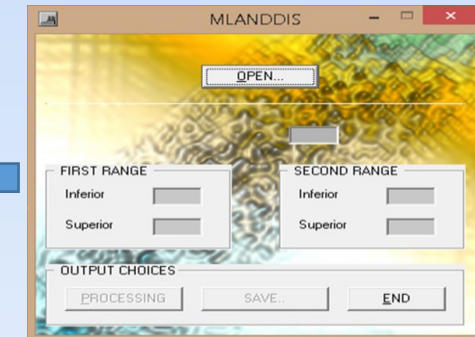 MLANDDIS
OPEN...
FIRST RANGE
Inferior
Superior
SECOND RANGE
Inferior
Superior
OUTPUT CHOICES
PROCESSING SAVE.. END